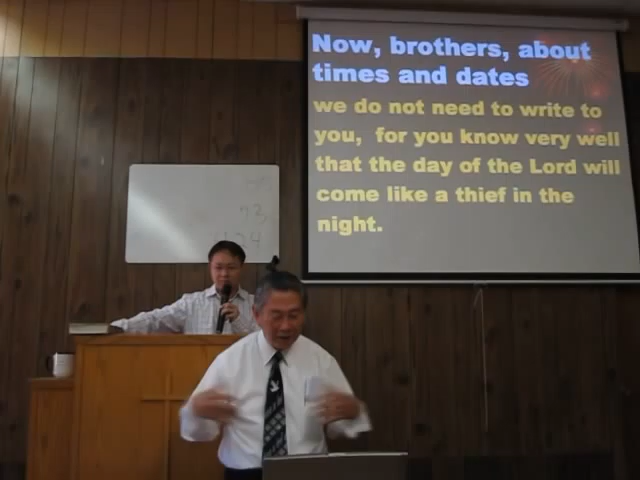 Now, brothers, about
times and dates
we do not need to write to
you, for you know very well
that the day of the Lord will
come like a thief in the
night.